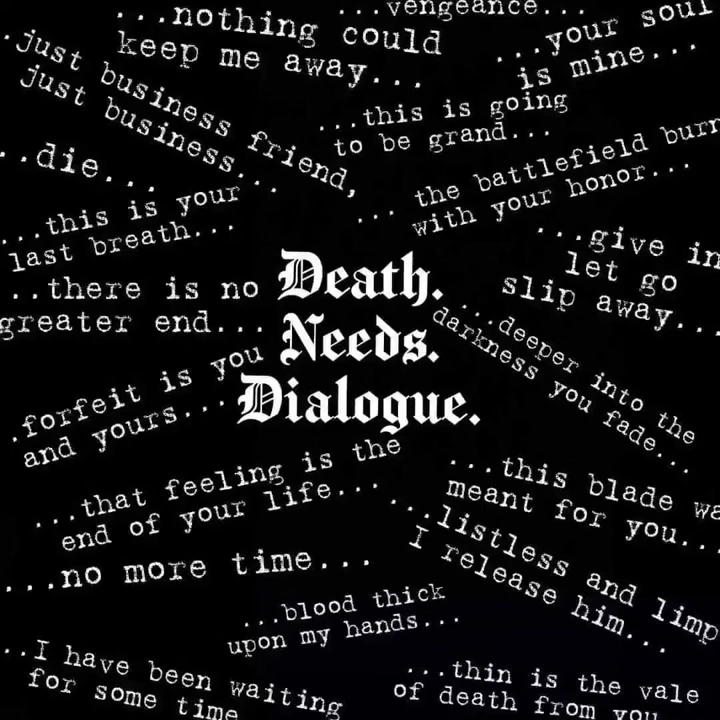 ...vengeance...
...nothing could
keep me away...
...your soul
is mine...
.just business friend,
just business...
...this is going
to be grand...
..die...
... the battlefield burn
with your honor...
...this is your
last breath...
...give in
let go
slip away...
..there is no
greater end...
Death.
Needs.
Dialogue.
...deeper into the
darkness you fade...
.forfeit is you
and yours...
...that feeling is the
end of your life...
...this blade wa
meant for you...
...listless and limp
I release him...
...no more time...
...blood thick
upon my hands...
..I have been waiting
for some time
...thin is the vale
of death from you